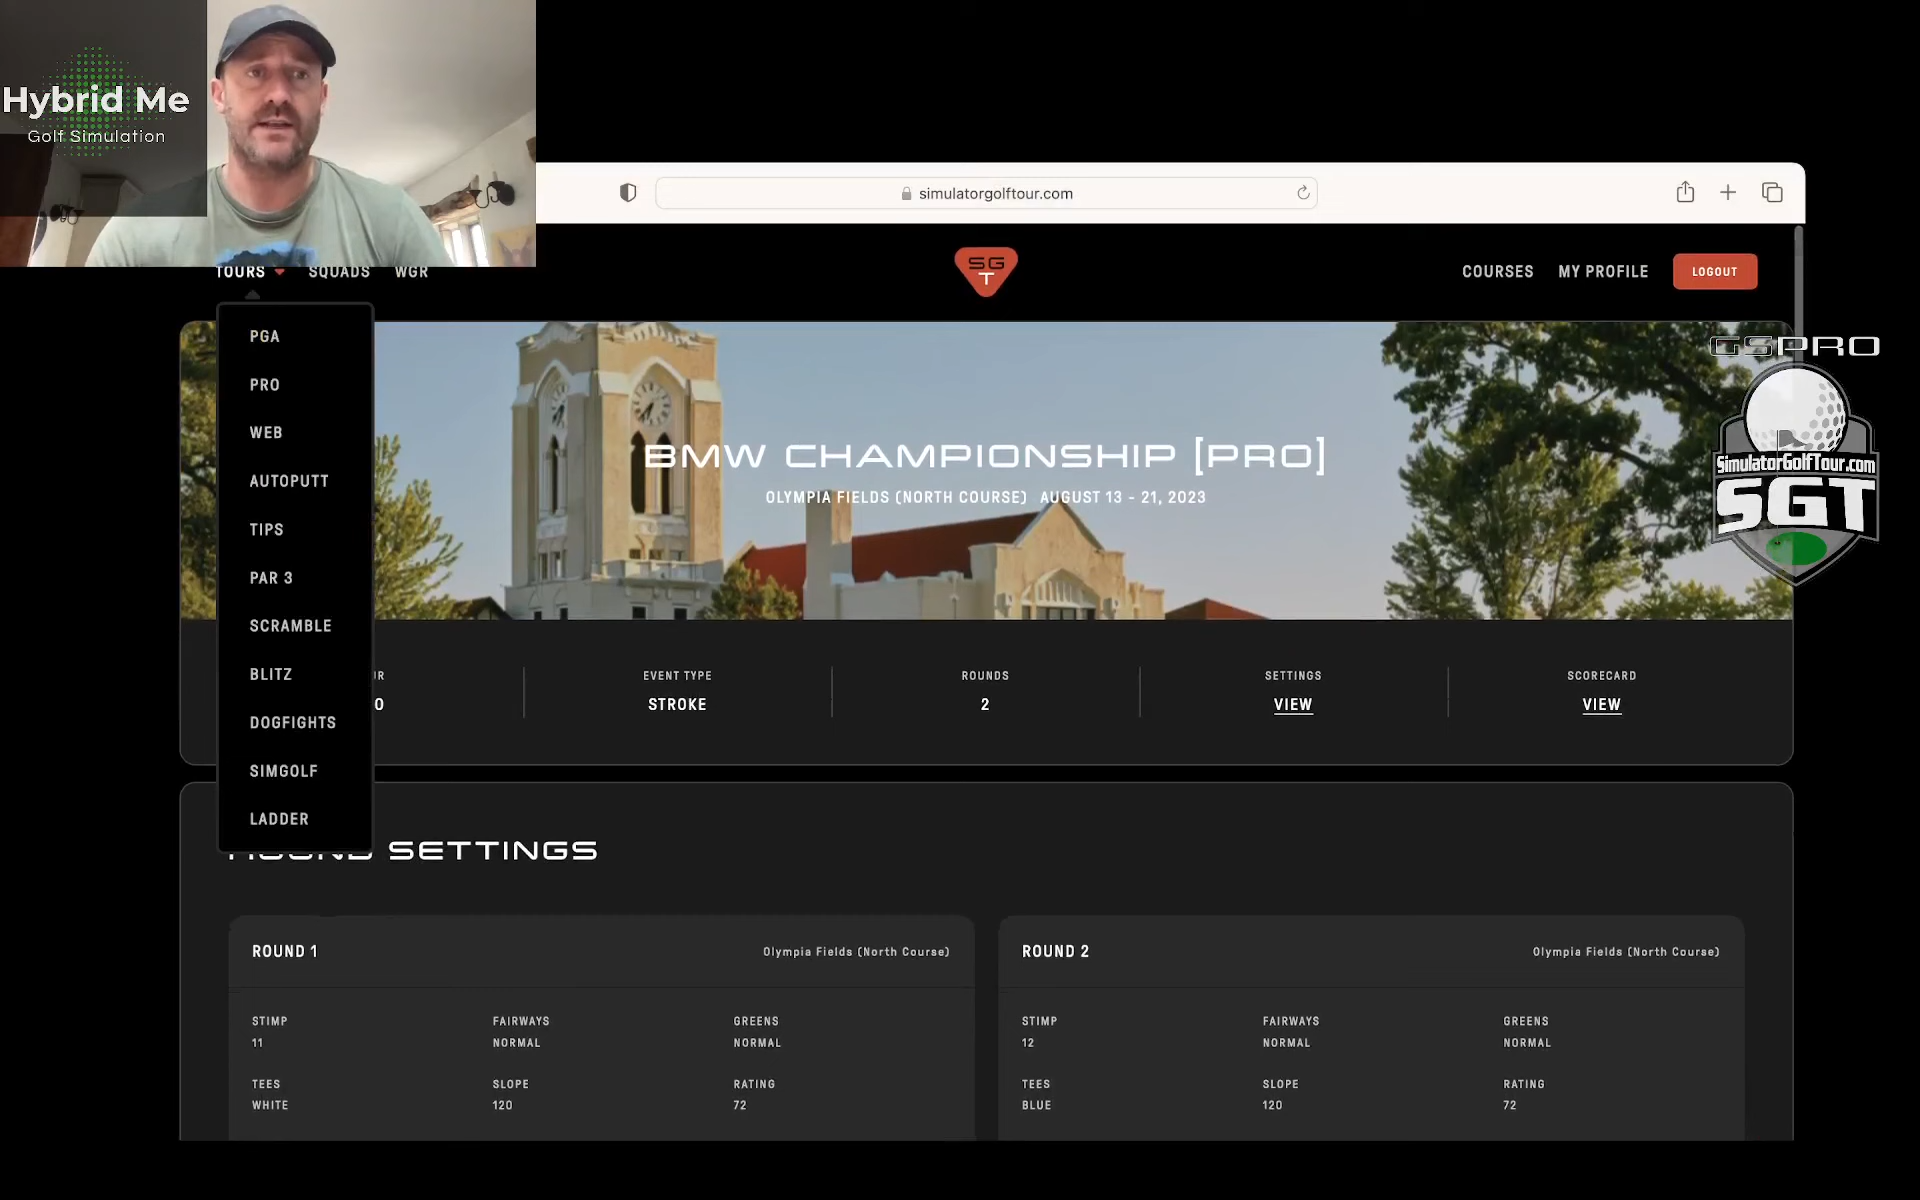 Hybrid Me
Golf Simulation
simulatorgolftour.com
TOURS
SQUADS
WGR
SG
T
COURSES
MY PROFILE
LOGOUT
PGA
PRO
WEB
AUTOPUTT
TIPS
PAR 3
SCRAMBLE
BLITZ
DOGFIGHTS
SIMGOLF
LADDER
GSPRO
SimulatorGolfTour.com
SGT
BMW CHAMPIONSHIP [PRO]
OLYMPIA FIELDS (NORTH COURSE) AUGUST 13 - 21, 2023
EVENT TYPE
STROKE
ROUNDS
2
SETTINGS
VIEW
SCORECARD
VIEW
SETTINGS
ROUND 1
Olympia Fields (North Course)
STIMP
11
FAIRWAYS
NORMAL
GREENS
NORMAL
TEES
WHITE
SLOPE
120
RATING
72
ROUND 2
Olympia Fields (North Course)
STIMP
12
FAIRWAYS
NORMAL
GREENS
NORMAL
TEES
BLUE
SLOPE
120
RATING
72